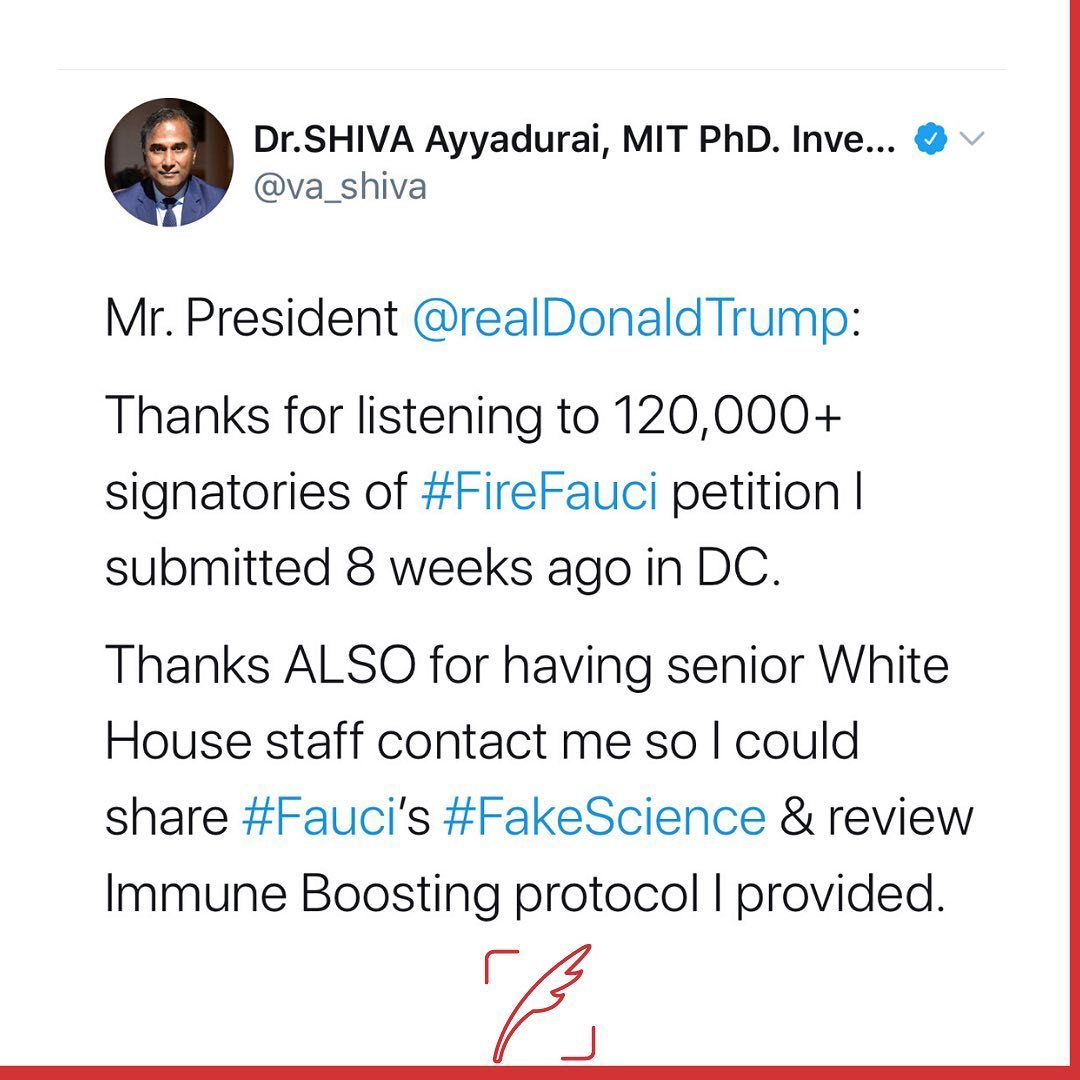 Dr.SHIVA Ayyadurai, MIT PhD. Inve...
@va_shiva
Mr. President @realDonaldTrump:
Thanks for listening to 120,000+
signatories of #FireFauci petition I
submitted 8 weeks ago in DC.
Thanks ALSO for having senior White
House staff contact me so I could
share #Fauci's #FakeScience & review
Immune Boosting protocol I provided.